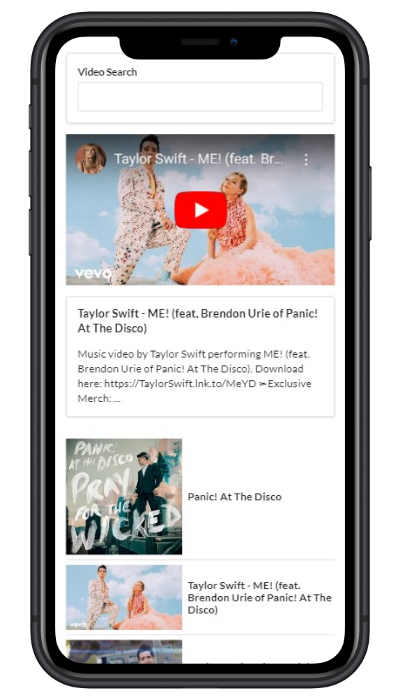 Video Search
Taylor Swift - ME! (feat. Br...
vevo
Taylor Swift - ME! (feat. Brendon Urie of Panic!
At The Disco)
Music video by Taylor Swift performing ME! (feat.
Brendon Urie of Panic! At The Disco). Download
here: https://TaylorSwift.lnk.to/MeYD ►Exclusive
Merch: ...
PANIC!
AT THE DISCO
PRAY
FOR THE
WICKED
Panic! At The Disco
Taylor Swift - ME! (feat.
Brendon Urie of Panic! At The
Disco)
vevo